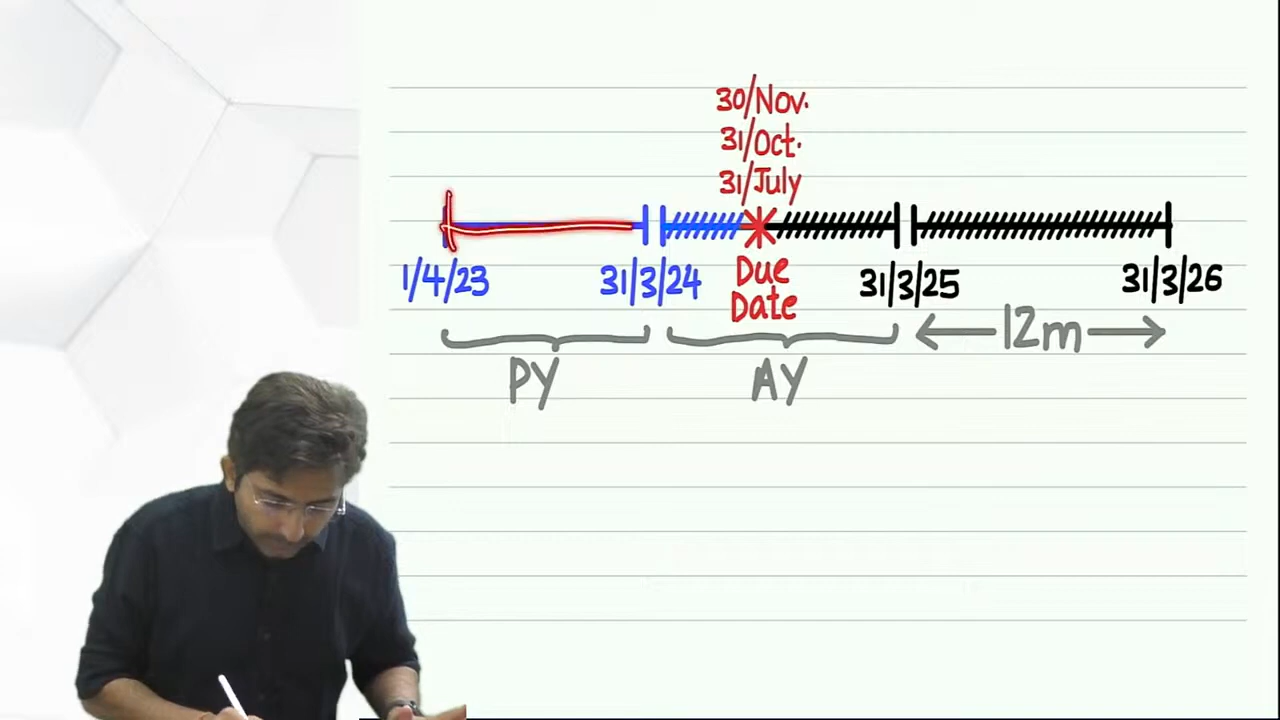 30/Nov.
31/Oct.
31/July
1/4/23
31/3/24
Due
Date
31/3/25
31/3/26
PY
AY
12m